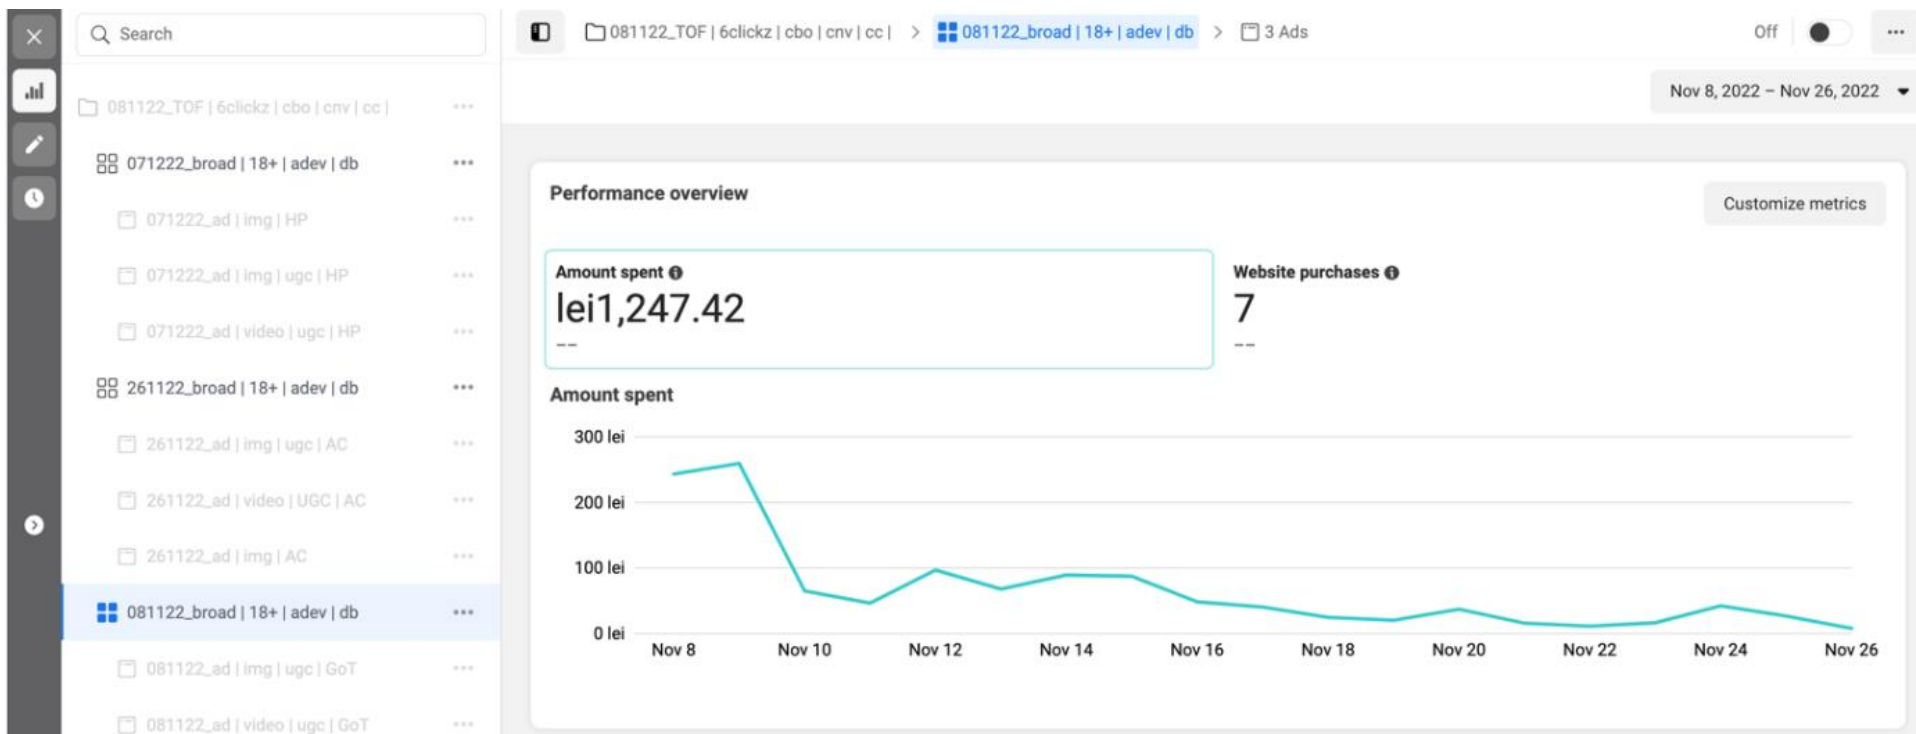 Search
081122_TOF | 6clickz | cbo | cnv | cc |
071222_broad | 18+ | adev | db
071222_ad | img | HP
071222_ad | img | ugc | HP
071222_ad | video | ugc | HP
261122_broad | 18+ | adev | db
261122_ad | img | ugc | AC
261122_ad | video | UGC | AC
261122_ad | img | AC
081122_broad | 18+ | adev | db
081122_ad | img | ugc | GoT
081122_ad | video | ugc | GoT
081122_TOF | 6clickz | cbo | cnv | cc | > 081122_broad | 18+ | adev | db > 3 Ads
Off
Nov 8, 2022 – Nov 26, 2022
Performance overview
Customize metrics
Amount spent
lei1,247.42
--
Website purchases
7
--
Amount spent
300 lei
200 lei
100 lei
0 lei
Nov 8 Nov 10 Nov 12 Nov 14 Nov 16 Nov 18 Nov 20 Nov 22 Nov 24 Nov 26